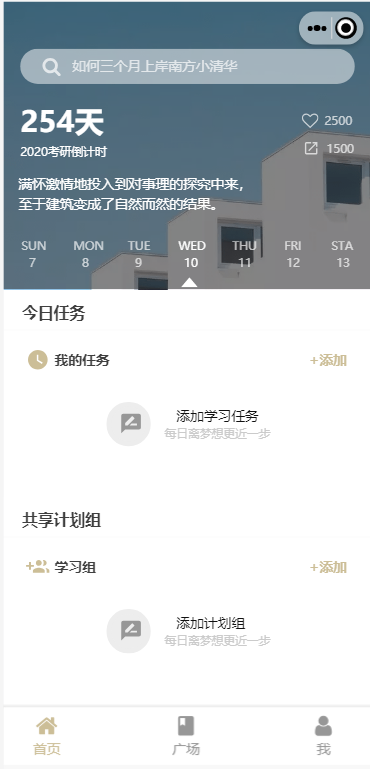 如何三个月上岸南方小清华
254天
2500
2020考研倒计时
1500
满怀激情地投入到对事理的探究中来，
至于建筑变成了自然而然的结果。
SUN MON TUE WED THU FRI STA
7 8 9 10 11 12 13
今日任务
我的任务 +添加
添加学习任务
每日离梦想更近一步
共享计划组
学习组 +添加
添加计划组
每日离梦想更近一步
首页 广场 我